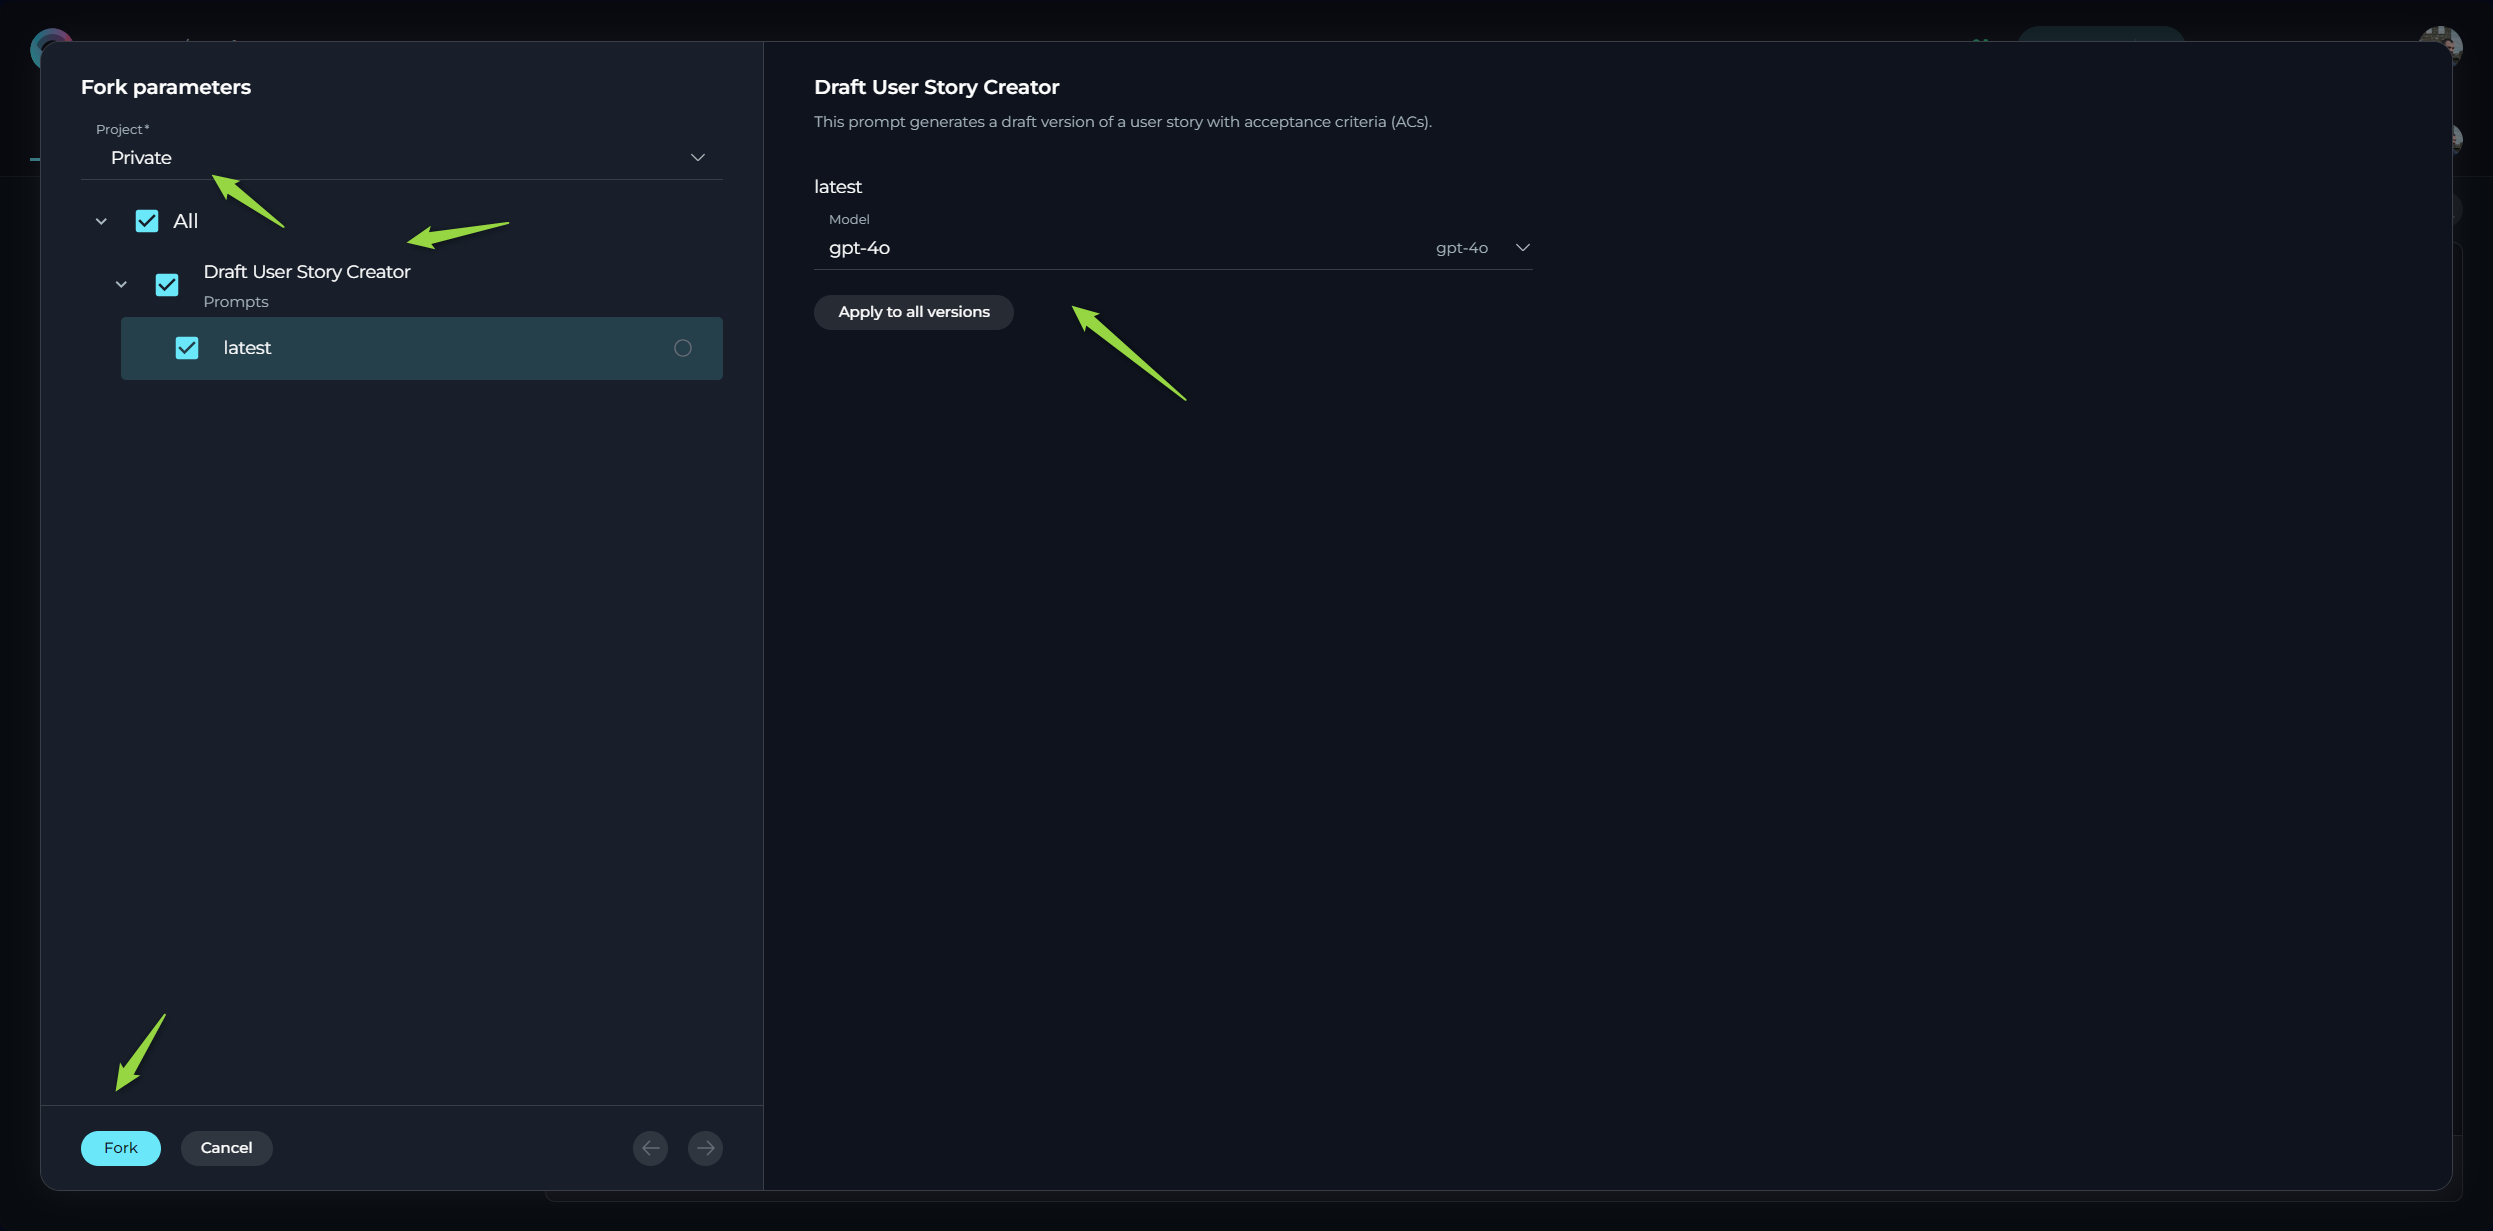 Fork parameters
Project*
Private
All
Draft User Story Creator
Prompts
latest
Fork
Cancel
Draft User Story Creator
This prompt generates a draft version of a user story with acceptance criteria (ACs).
latest
Model
gpt-4o
gpt-4o
Apply to all versions